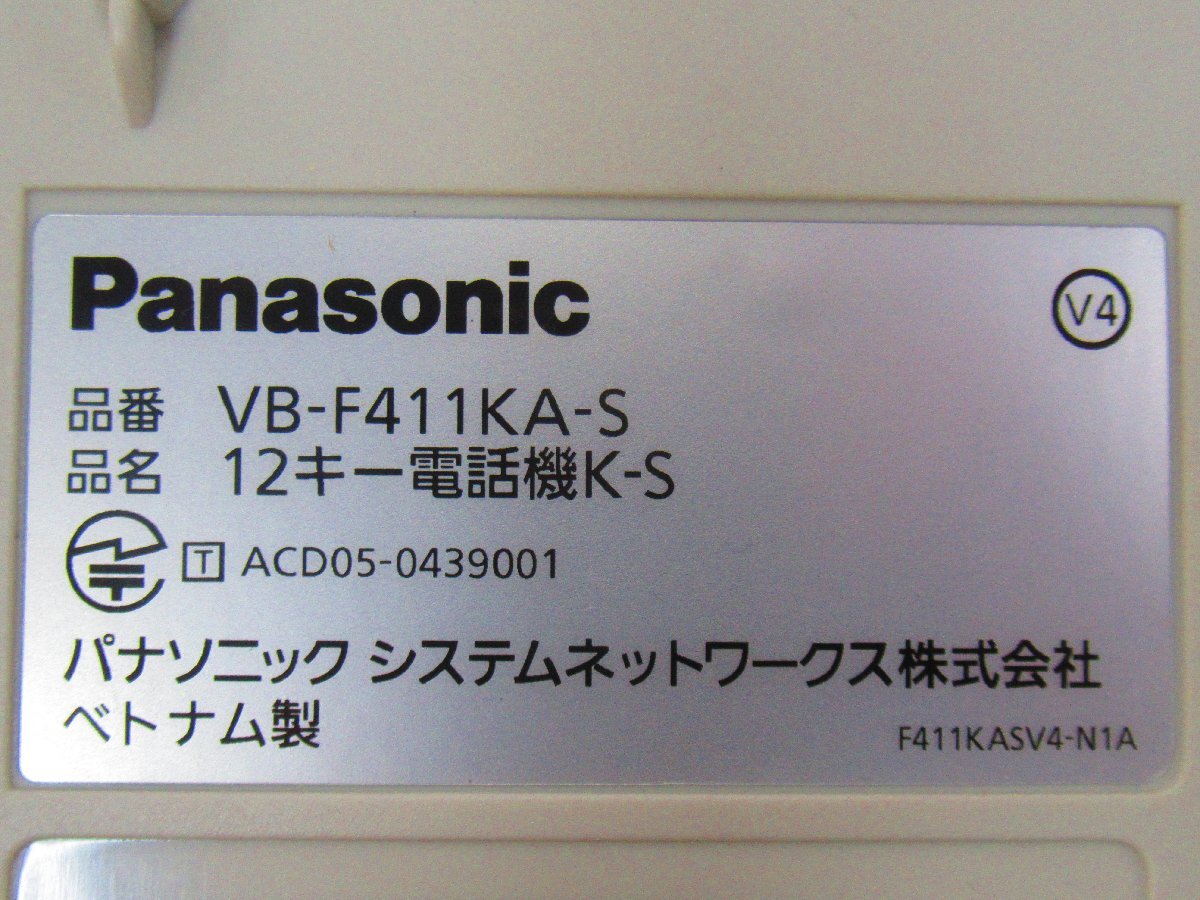 Panasonic
V4
品番 VB-F411KA-S
品名 12キー電話機K-S
T ACD05-0439001
パナソニック システムネットワークス株式会社
ベトナム製
F411KASV4-N1A